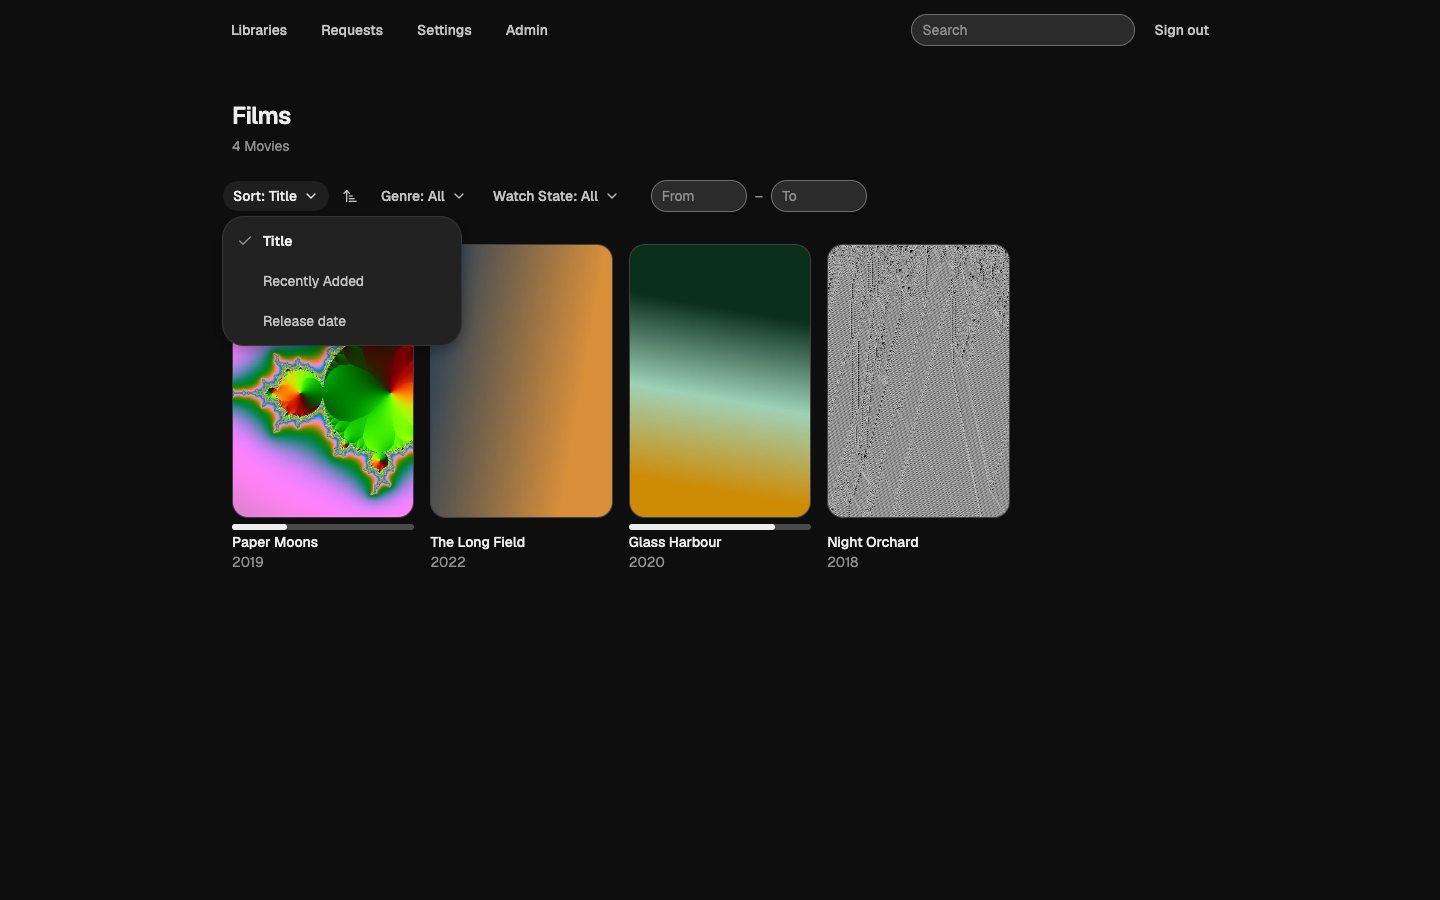 Libraries Requests Settings Admin Search Sign out
Films
4 Movies
Sort: Title Genre: All Watch State: All From – To
Title
Recently Added
Release date
Paper Moons The Long Field Glass Harbour Night Orchard
2019 2022 2020 2018